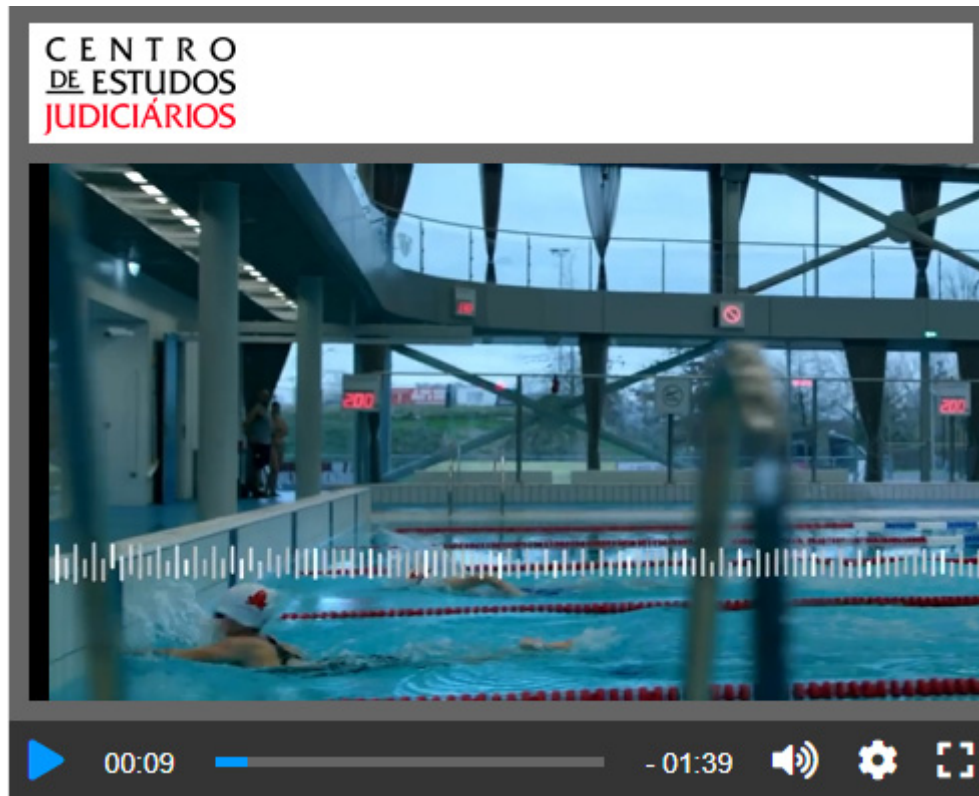 CENTRO
DE ESTUDOS
JUDICIÁRIOS
200
200
00:09
- 01:39